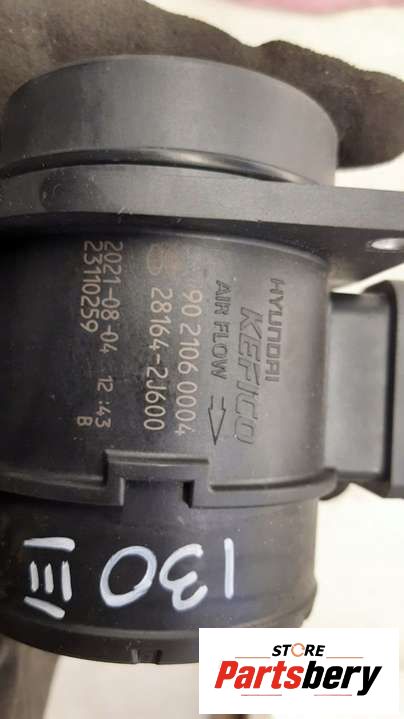 HYUNDAI
KEFICO
AIR FLOW ⇒
90 2106 0004
28164-2J600
2021-08-04 12:43
23110259 B
I30 III
STORE
Partsbery